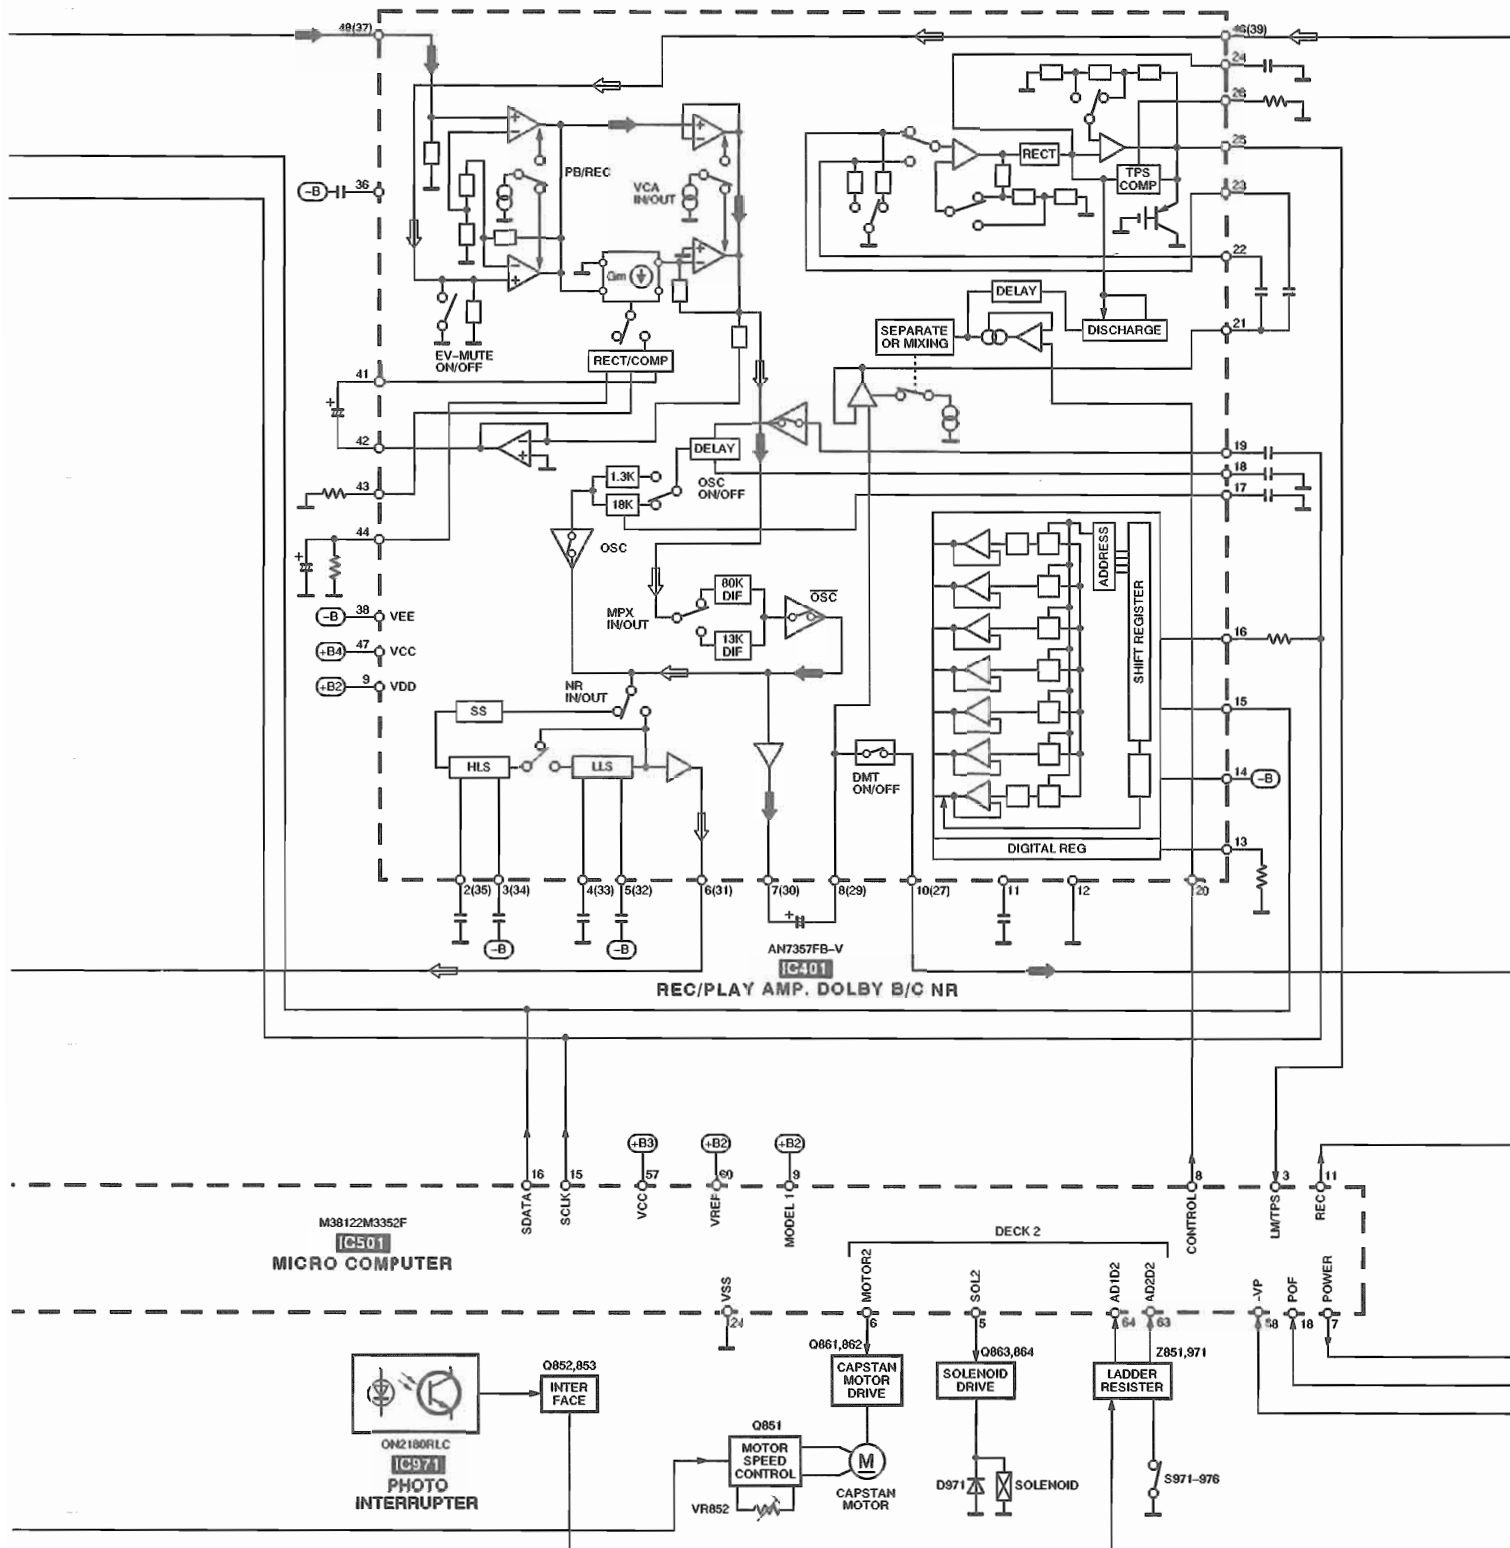 48(37)
46(39)
24
26
25
23
22
21
19
18
17
16
15
14
-B
13
-B
36
PB/REC
VCA
IN/OUT
RECT
TPS
COMP
Gm
DELAY
DISCHARGE
SEPARATE
OR MIXING
EV-MUTE
ON/OFF
RECT/COMP
41
+
42
43
44
+
-B
38
VEE
+B4
47
VCC
+B2
9
VDD
DELAY
OSC
ON/OFF
1.3K
18K
OSC
MPX
IN/OUT
80K
DIF
13K
DIF
OSC
NR
IN/OUT
SS
HLS
LLS
DMT
ON/OFF
ADDRESS
SHIFT REGISTER
DIGITAL REG
2(35)
3(34)
4(33)
5(32)
6(31)
7(30)
8(29)
10(27)
11
12
20
-B
-B
+
AN7357FB-V
IC401
REC/PLAY AMP. DOLBY B/C NR
+B3
+B2
+B2
16
15
57
60
9
8
3
11
SDATA
SCLK
VCC
VREF
MODEL 1
CONTROL
LM/TPS
REC
M38122M3352F
IC501
MICRO COMPUTER
DECK 2
VSS
MOTOR2
SOL2
AD1D2
AD2D2
-VP
POF
POWER
24
6
5
64
63
18
7
Q861,862
CAPSTAN
MOTOR
DRIVE
Q863,864
SOLENOID
DRIVE
Z851,971
LADDER
RESISTER
Q852,853
INTER
FACE
ON2180RLC
IC971
PHOTO
INTERRUPTER
Q851
MOTOR
SPEED
CONTROL
VR852
M
CAPSTAN
MOTOR
D971
SOLENOID
S971-976